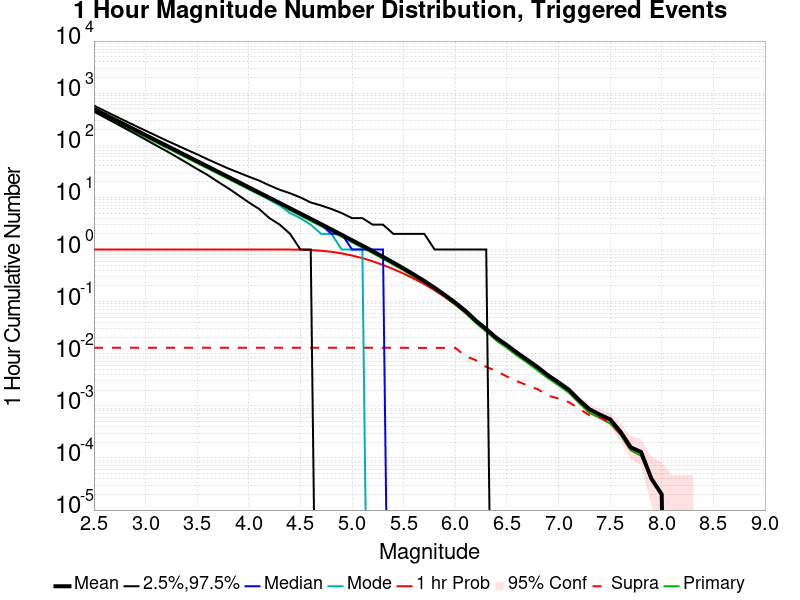 1 Hour Magnitude Number Distribution, Triggered Events
1 Hour Cumulative Number
10^4
10^3
10^2
10^1
10^0
10^-1
10^-2
10^-3
10^-4
10^-5
2.5 3.0 3.5 4.0 4.5 5.0 5.5 6.0 6.5 7.0 7.5 8.0 8.5 9.0
Magnitude
Mean 2.5%,97.5% Median Mode 1 hr Prob 95% Conf Supra Primary